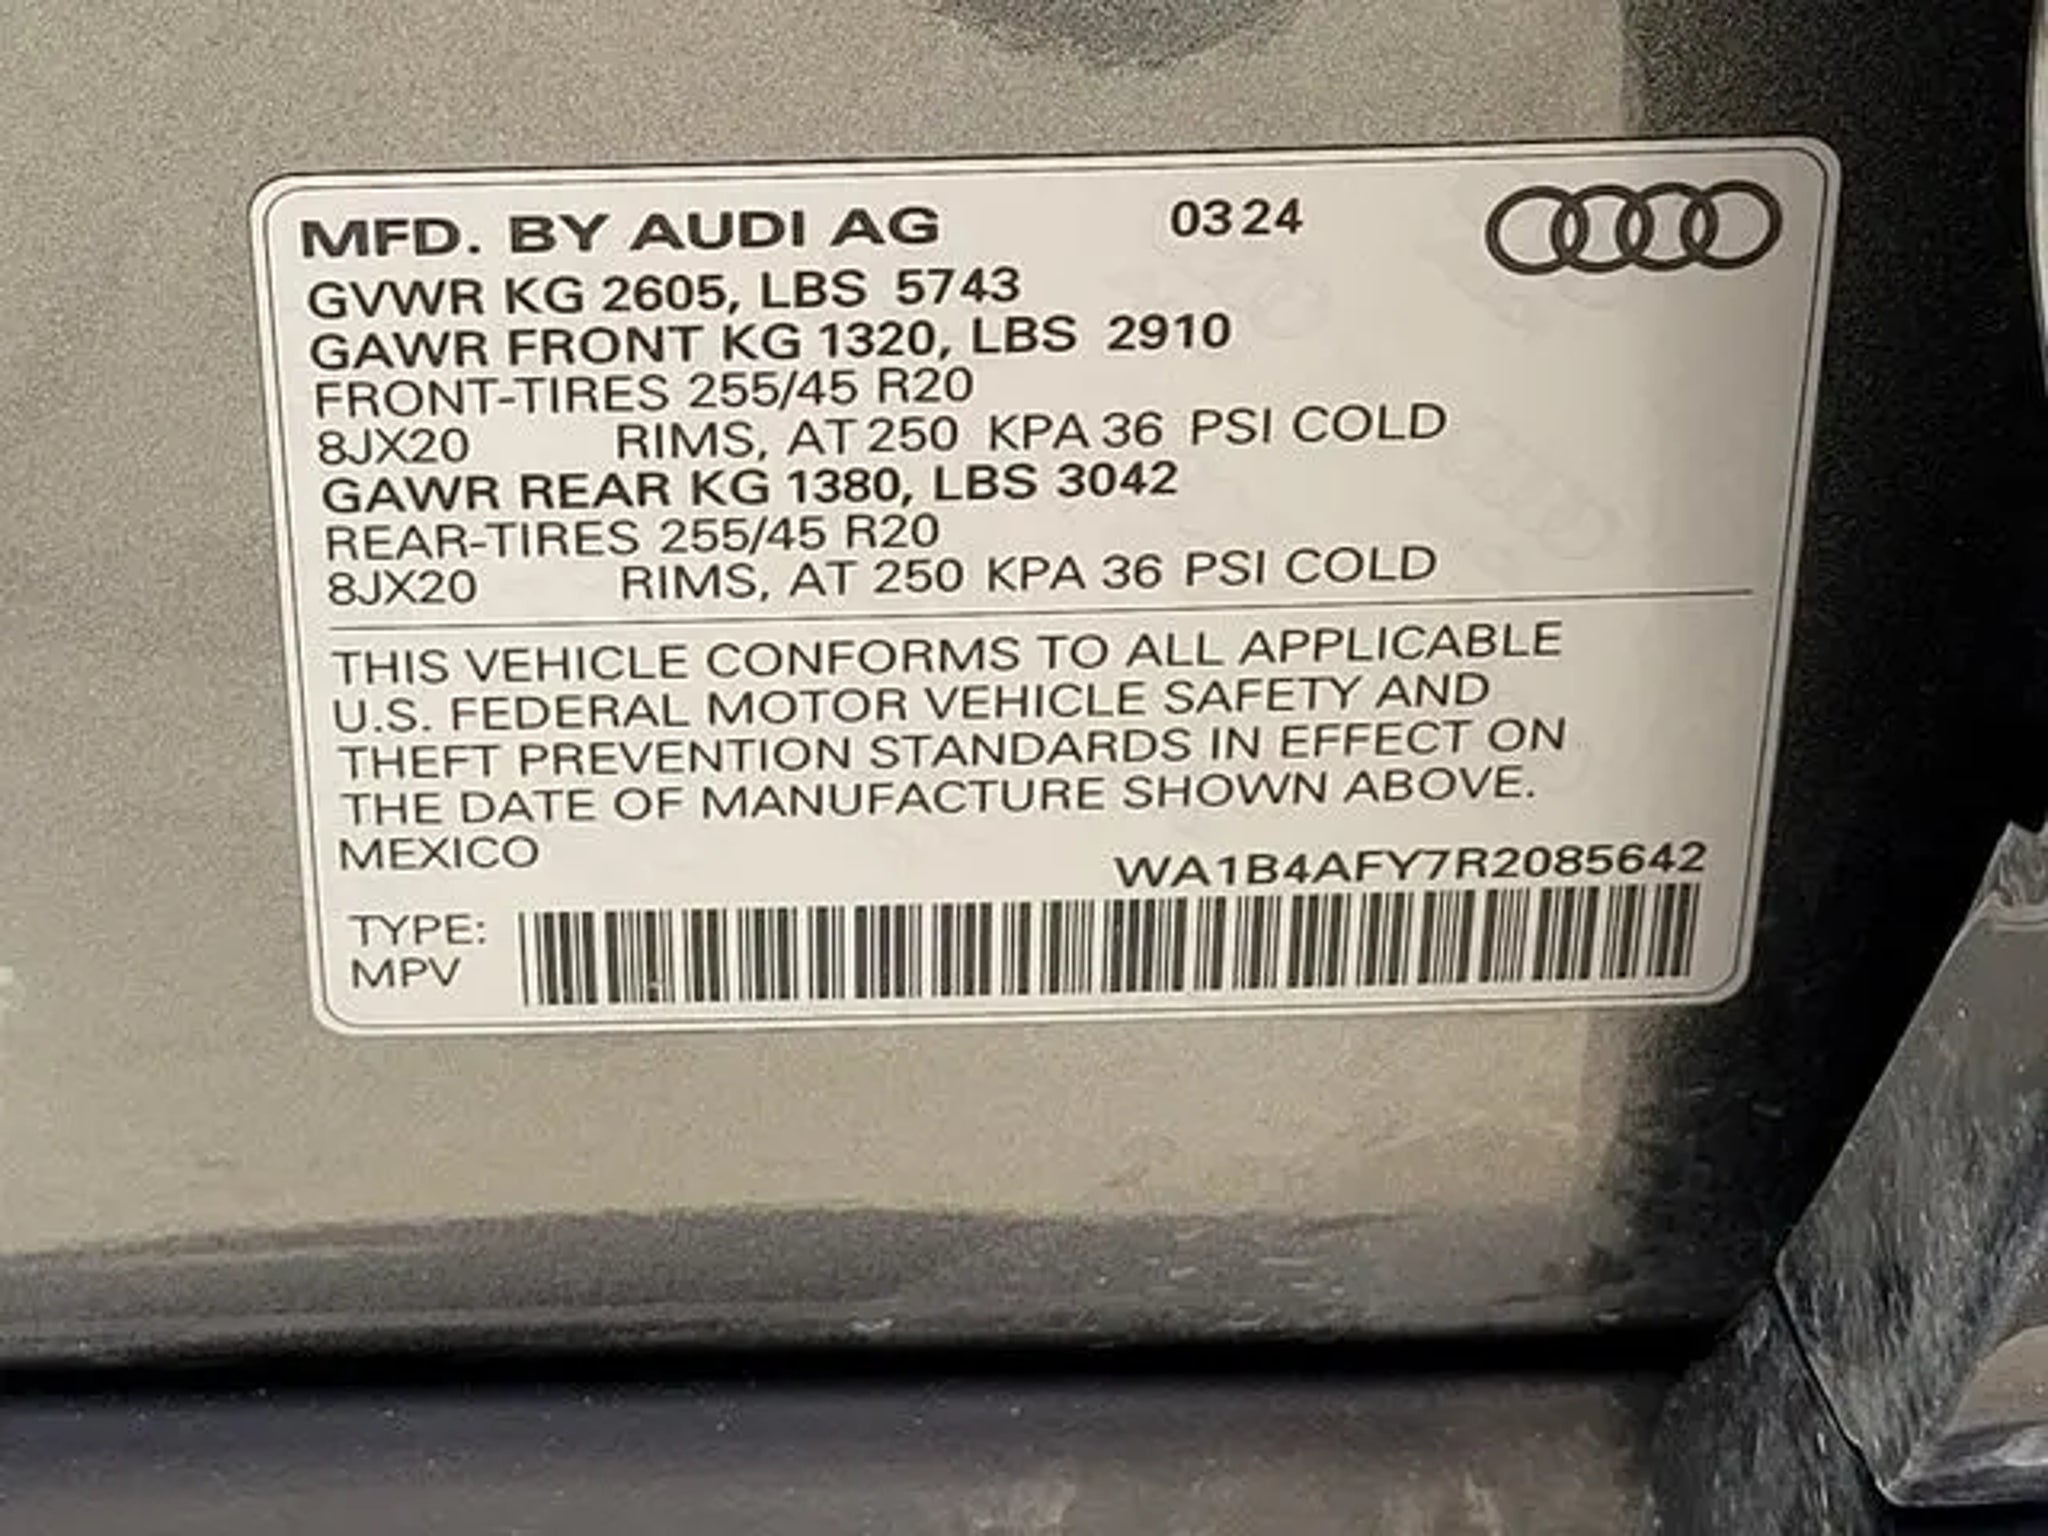 MFD. BY AUDI AG 0324
GVWR KG 2605, LBS 5743
GAWR FRONT KG 1320, LBS 2910
FRONT-TIRES 255/45 R20
8JX20 RIMS, AT 250 KPA 36 PSI COLD
GAWR REAR KG 1380, LBS 3042
REAR-TIRES 255/45 R20
8JX20 RIMS, AT 250 KPA 36 PSI COLD
THIS VEHICLE CONFORMS TO ALL APPLICABLE
U.S. FEDERAL MOTOR VEHICLE SAFETY AND
THEFT PREVENTION STANDARDS IN EFFECT ON
THE DATE OF MANUFACTURE SHOWN ABOVE.
MEXICO WA1B4AFY7R2085642
TYPE:
MPV